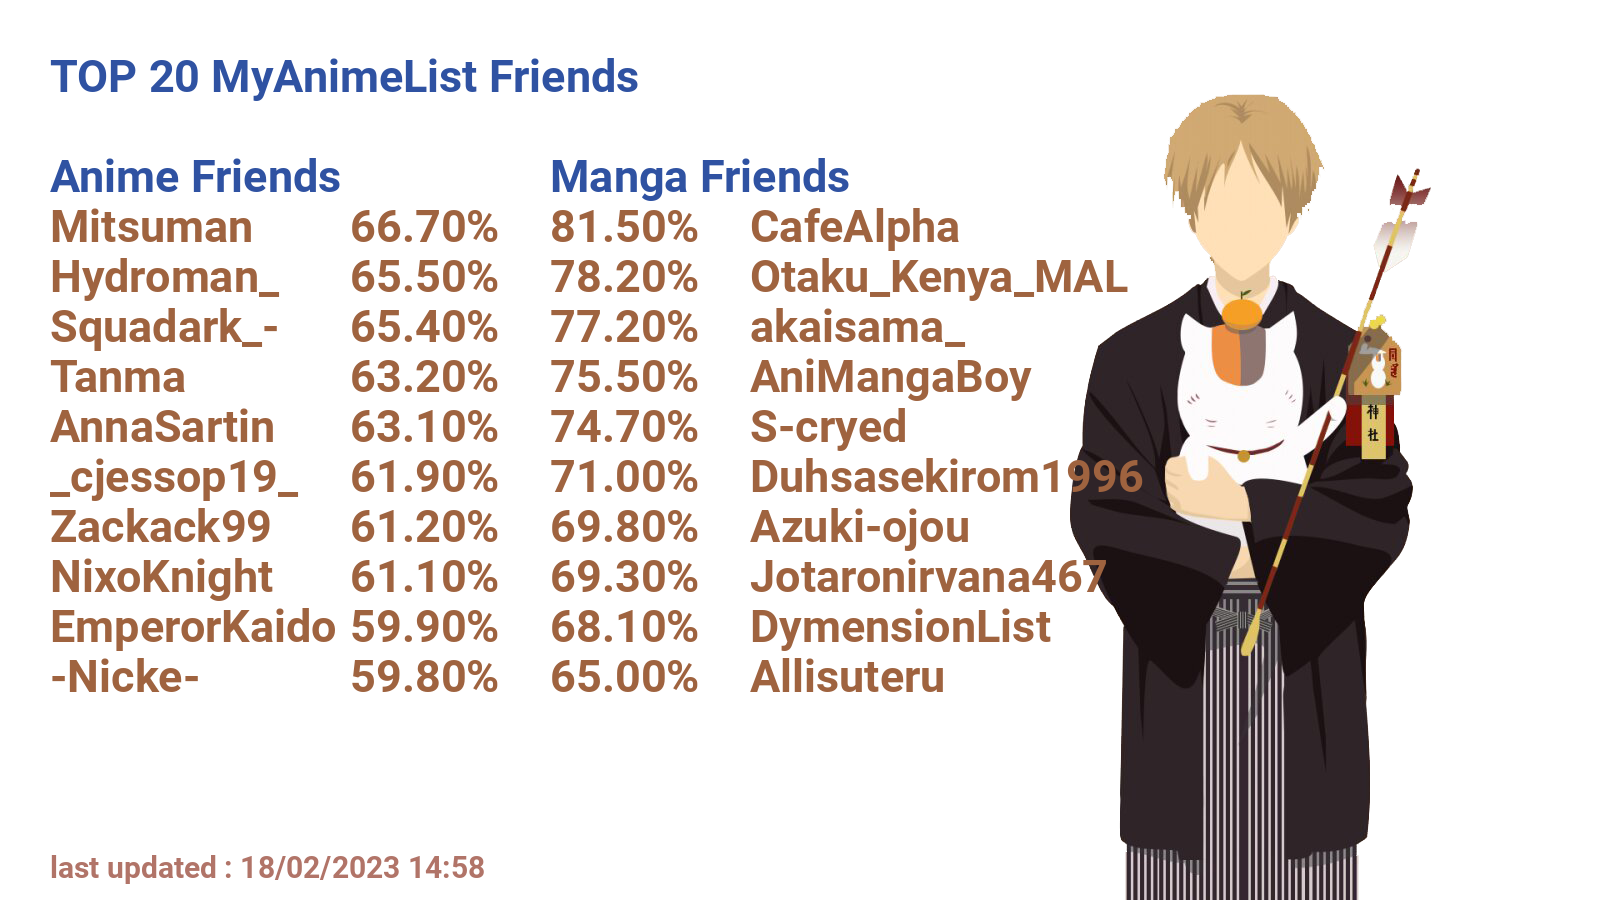 TOP 20 MyAnimeList Friends
Anime Friends Manga Friends
Mitsuman 66.70% 81.50% CafeAlpha
Hydroman_ 65.50% 78.20% Otaku_Kenya_MAL
Squadark_- 65.40% 77.20% akaisama_
Tanma 63.20% 75.50% AniMangaBoy
AnnaSartin 63.10% 74.70% S-cryed
_cjessop19_ 61.90% 71.00% Duhsasekirom1996
Zackack99 61.20% 69.80% Azuki-ojou
NixoKnight 61.10% 69.30% Jotaronirvana467
EmperorKaido 59.90% 68.10% DymensionList
-Nicke- 59.80% 65.00% Allisuteru
神社
last updated : 18/02/2023 14:58